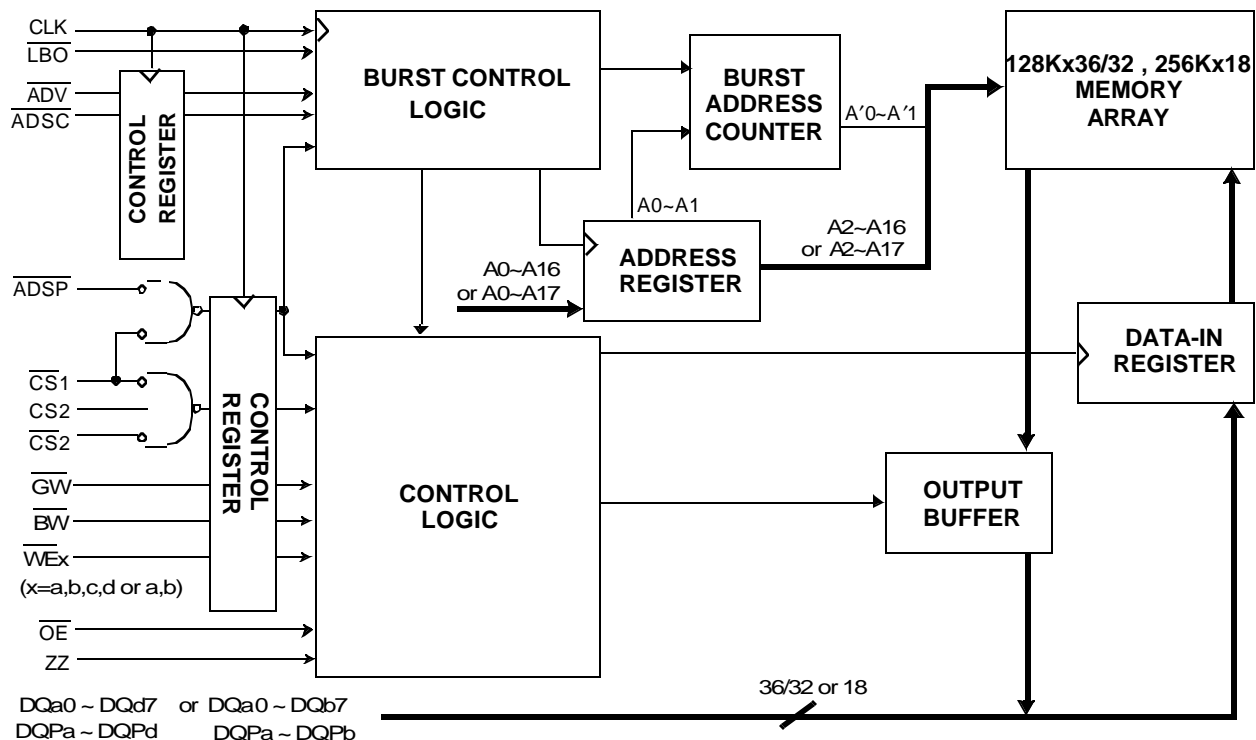 CLK
LBO
ADV
ADSC
CONTROL
REGISTER
BURST CONTROL
LOGIC
BURST
ADDRESS
COUNTER
A′0~A′1
128Kx36/32 , 256Kx18
MEMORY
ARRAY
A0~A1
A2~A16
or A2~A17
ADDRESS
REGISTER
A0~A16
or A0~A17
ADSP
CS1
CS2
CS2
CONTROL
REGISTER
DATA-IN
REGISTER
GW
BW
WEx
(x=a,b,c,d or a,b)
CONTROL
LOGIC
OUTPUT
BUFFER
OE
ZZ
36/32 or 18
DQa0 ~ DQd7 or DQa0 ~ DQb7
DQPa ~ DQPd DQPa ~ DQPb